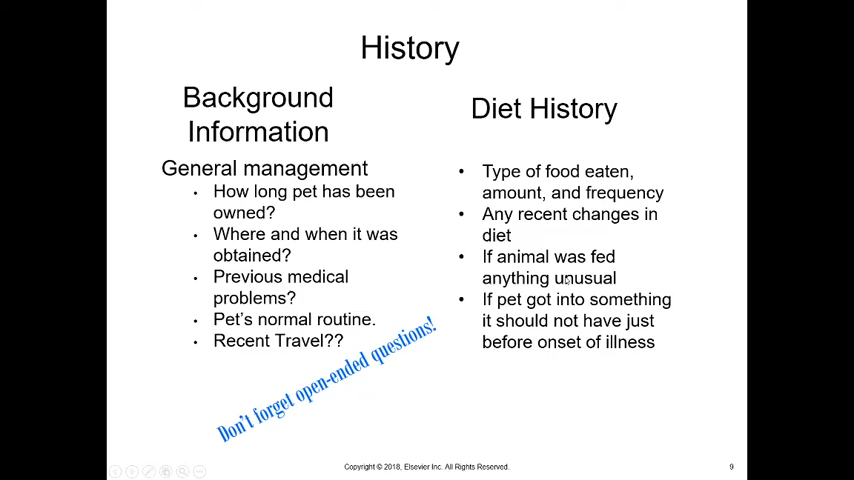 History
Background
Information
General management
• How long pet has been
owned?
• Where and when it was
obtained?
• Previous medical
problems?
• Pet's normal routine.
• Recent Travel??
Diet History
• Type of food eaten,
amount, and frequency
• Any recent changes in
diet
• If animal was fed
anything unusual
• If pet got into something
it should not have just
before onset of illness
Don't forget open-ended questions!
Copyright © 2018, Elsevier Inc. All Rights Reserved.
9